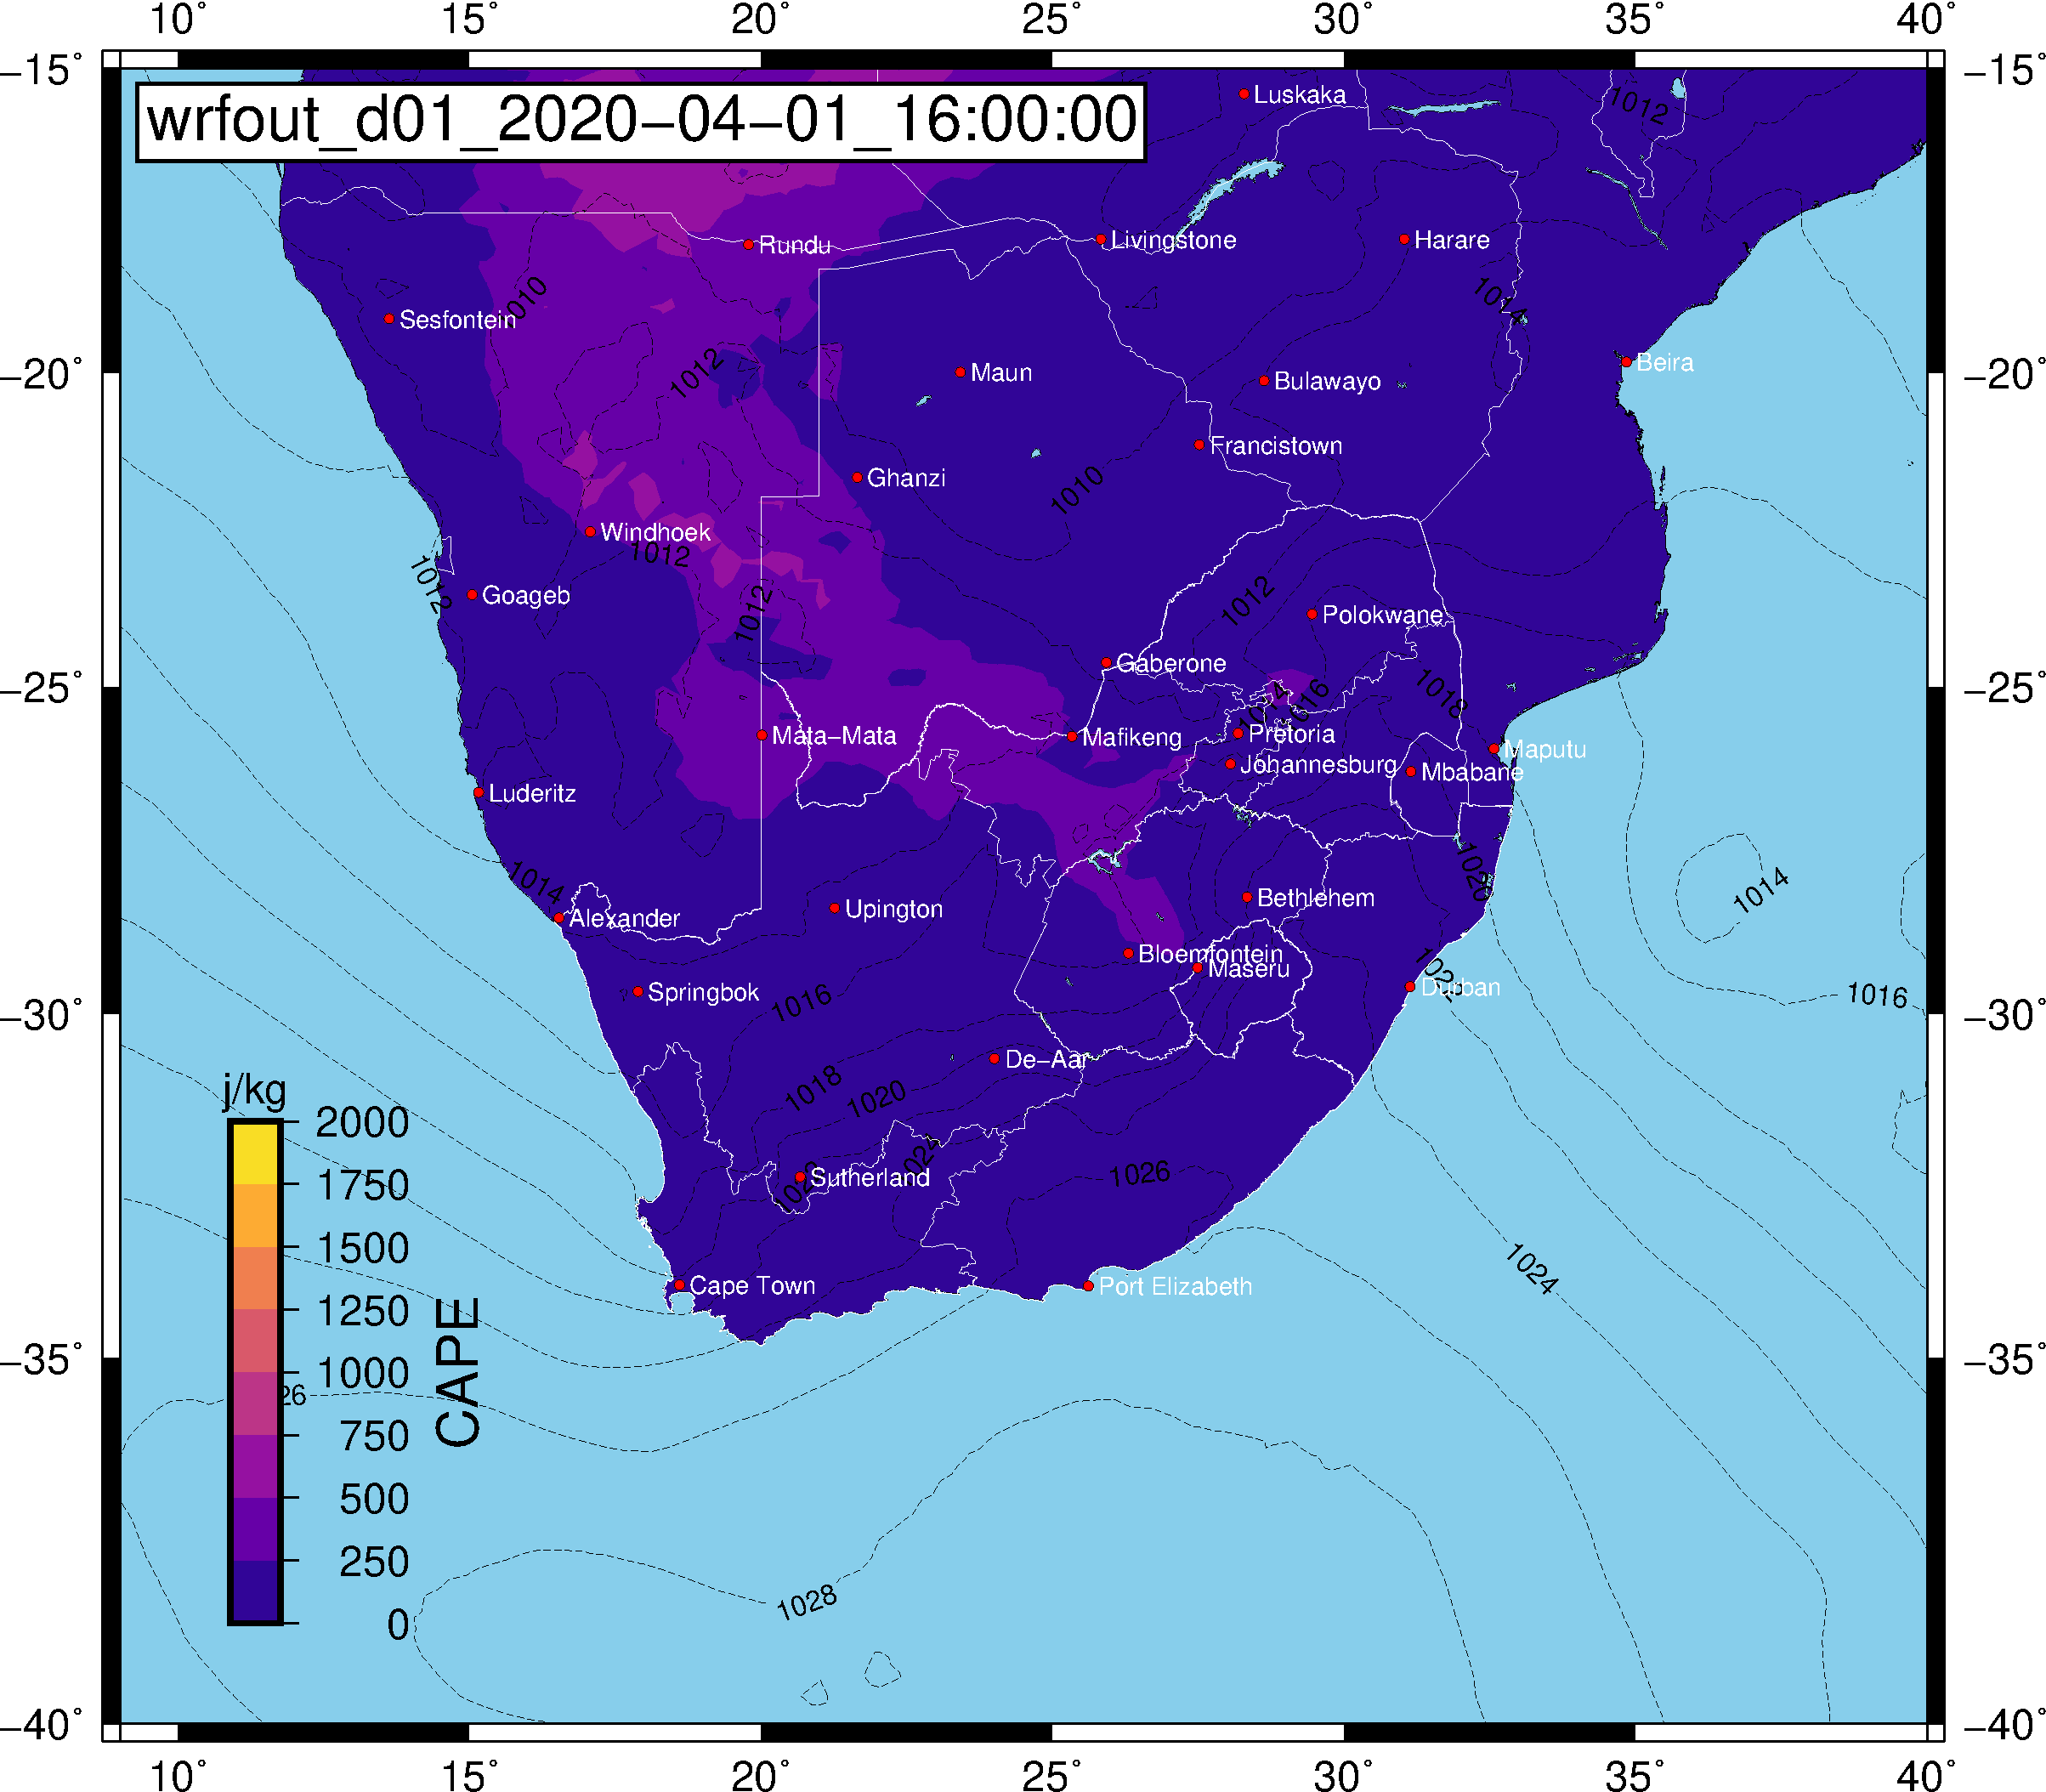 10° 15° 20° 25° 30° 35° 40°
−15° −15°
wrfout_d01_2020−04−01_16:00:00
Luskaka
1012
Rundu
Livingstone
Harare
1010
1014
Sesfontein
−20° −20°
1012
Maun
Bulawayo
Beira
Francistown
Ghanzi
1010
Windhoek
1012
1012
Goageb
1012
1012
Polokwane
Gaberone
−25° −25°
1014
1016
1018
Mata−Mata
Mafikeng
Pretoria
Maputu
Johannesburg
Mbabane
Luderitz
1014
1020
1014
Alexander
Upington
Bethlehem
Bloemfontein
Maseru
1022
Durban
Springbok
1016
1016
−30° −30°
De−Aar
1018
1020
j/kg
2000
1750
1500
1250
1000
750
500
250
0
CAPE
1022
1024
Sutherland
1026
1024
Cape Town
Port Elizabeth
−35° −35°
26
1028
−40° −40°
10° 15° 20° 25° 30° 35° 40°